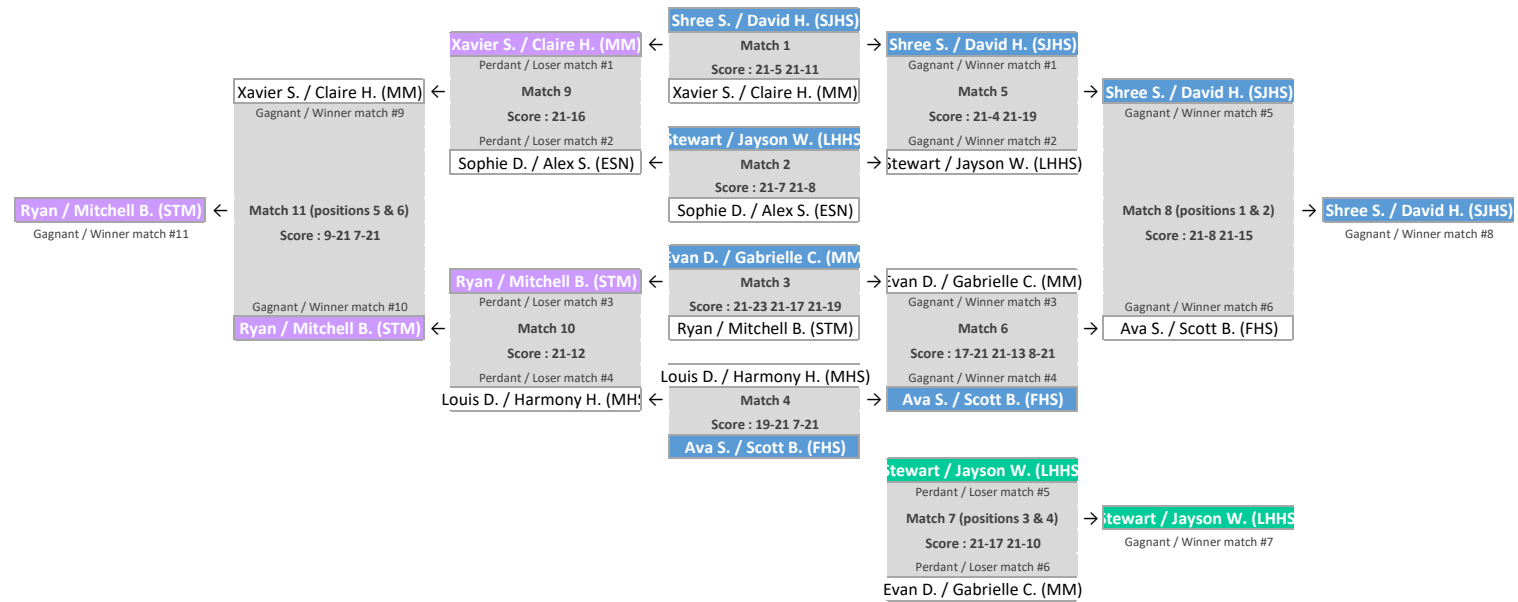 Shree S. / David H. (SJHS)
Xavier S. / Claire H. (MM) ← Match 1 → Shree S. / David H. (SJHS)
Perdant / Loser match #1 Score : 21-5 21-11 Gagnant / Winner match #1
Xavier S. / Claire H. (MM) ← Match 9 Xavier S. / Claire H. (MM) Match 5 → Shree S. / David H. (SJHS)
Gagnant / Winner match #9 Score : 21-16 Score : 21-4 21-19 Gagnant / Winner match #5
Perdant / Loser match #2 Stewart / Jayson W. (LHHS Gagnant / Winner match #2
Sophie D. / Alex S. (ESN) ← Match 2 → Stewart / Jayson W. (LHHS)
Score : 21-7 21-8
Ryan / Mitchell B. (STM) ← Match 11 (positions 5 & 6) Sophie D. / Alex S. (ESN) Match 8 (positions 1 & 2) → Shree S. / David H. (SJHS)
Gagnant / Winner match #11 Score : 9-21 7-21 Score : 21-8 21-15 Gagnant / Winner match #8
Evan D. / Gabrielle C. (MM
Ryan / Mitchell B. (STM) ← Match 3 → Evan D. / Gabrielle C. (MM)
Gagnant / Winner match #10 Perdant / Loser match #3 Score : 21-23 21-17 21-19 Gagnant / Winner match #3 Gagnant / Winner match #6
Ryan / Mitchell B. (STM) ← Match 10 Ryan / Mitchell B. (STM) Match 6 → Ava S. / Scott B. (FHS)
Score : 21-12 Score : 17-21 21-13 8-21
Perdant / Loser match #4 Louis D. / Harmony H. (MHS) Gagnant / Winner match #4
Louis D. / Harmony H. (MHS ← Match 4 → Ava S. / Scott B. (FHS)
Score : 19-21 7-21
Ava S. / Scott B. (FHS)
Stewart / Jayson W. (LHHS
Perdant / Loser match #5
Match 7 (positions 3 & 4) → Stewart / Jayson W. (LHHS
Score : 21-17 21-10 Gagnant / Winner match #7
Perdant / Loser match #6
Evan D. / Gabrielle C. (MM)